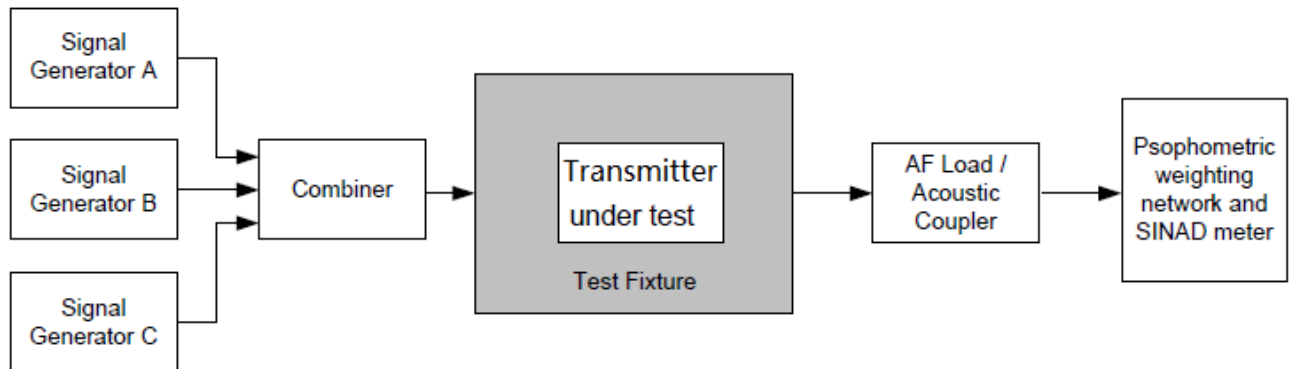 Signal
Generator A
Signal
Generator B
Signal
Generator C
Combiner
Transmitter
under test
Test Fixture
AF Load /
Acoustic
Coupler
Psophometric
weighting
network and
SINAD meter